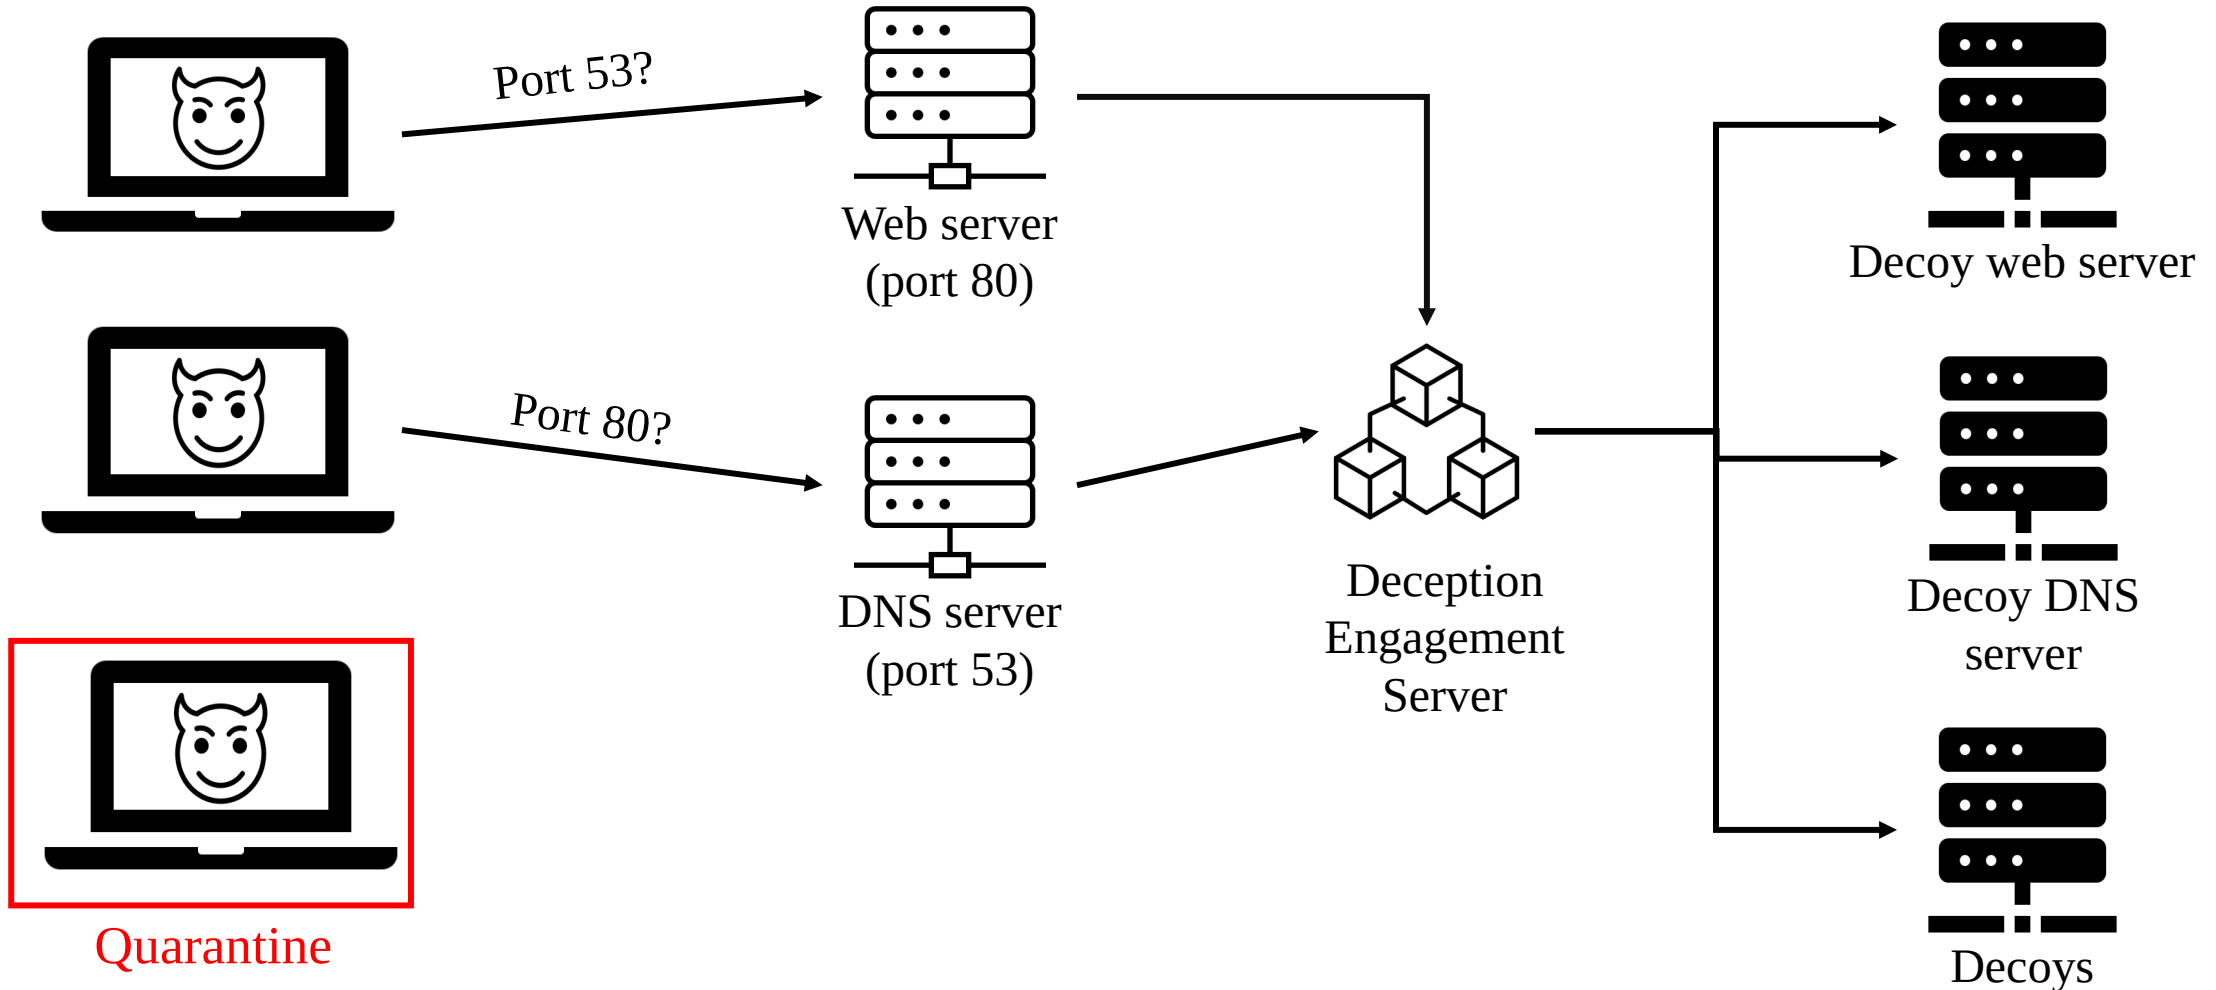 Port 53?
Web server
(port 80)
Decoy web server
Port 80?
DNS server
(port 53)
Deception
Engagement
Server
Decoy DNS
server
Quarantine
Decoys